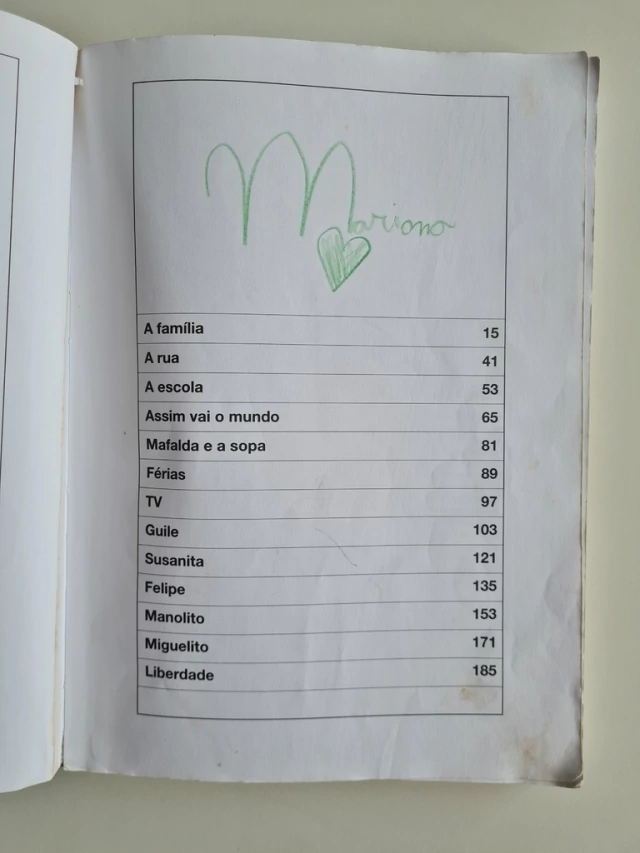 Mariana
A família 15
A rua 41
A escola 53
Assim vai o mundo 65
Mafalda e a sopa 81
Férias 89
TV 97
Guile 103
Susanita 121
Felipe 135
Manolito 153
Miguelito 171
Liberdade 185